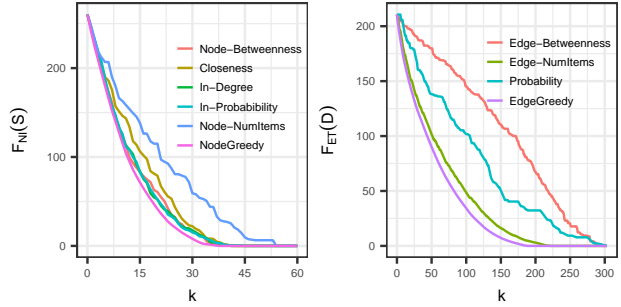 F_NI(S)
200
100
0
0
15
30
45
60
k
Node−Betweenness
Closeness
In−Degree
In−Probability
Node−NumItems
NodeGreedy
F_ET(D)
200
150
100
50
0
0
50
100
150
200
250
300
k
Edge−Betweenness
Edge−NumItems
Probability
EdgeGreedy